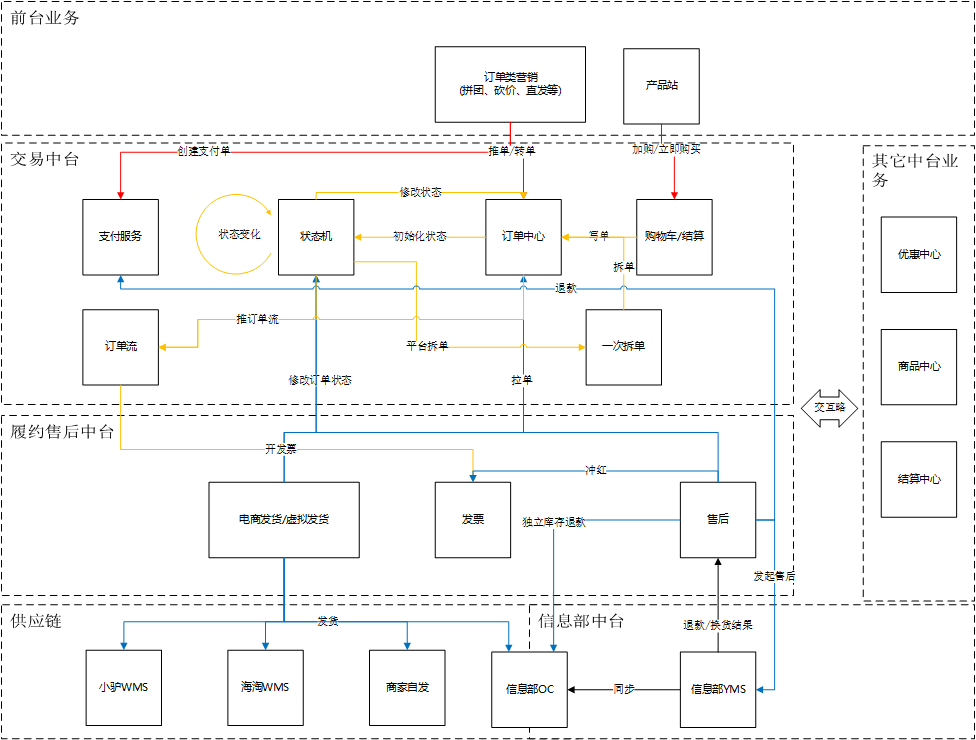 前台业务
订单类营销
(拼团、砍价、直发等)
产品站
创建支付单
推单/转单
加购/立即购买
交易中台
其它中台业
务
修改状态
支付服务
状态变化
状态机
初始化状态
订单中心
写单
购物车/结算
优惠中心
拆单
退款
推订单流
订单流
平台拆单
一次拆单
商品中心
修改订单状态
拉单
交互略
履约售后中台
开发票
冲红
结算中心
电商发货/虚拟发货
发票
独立库存退款
售后
发起售后
供应链
发货
信息部中台
退款/换货结果
小驴WMS
海淘WMS
商家自发
信息部OC
同步
信息部YMS